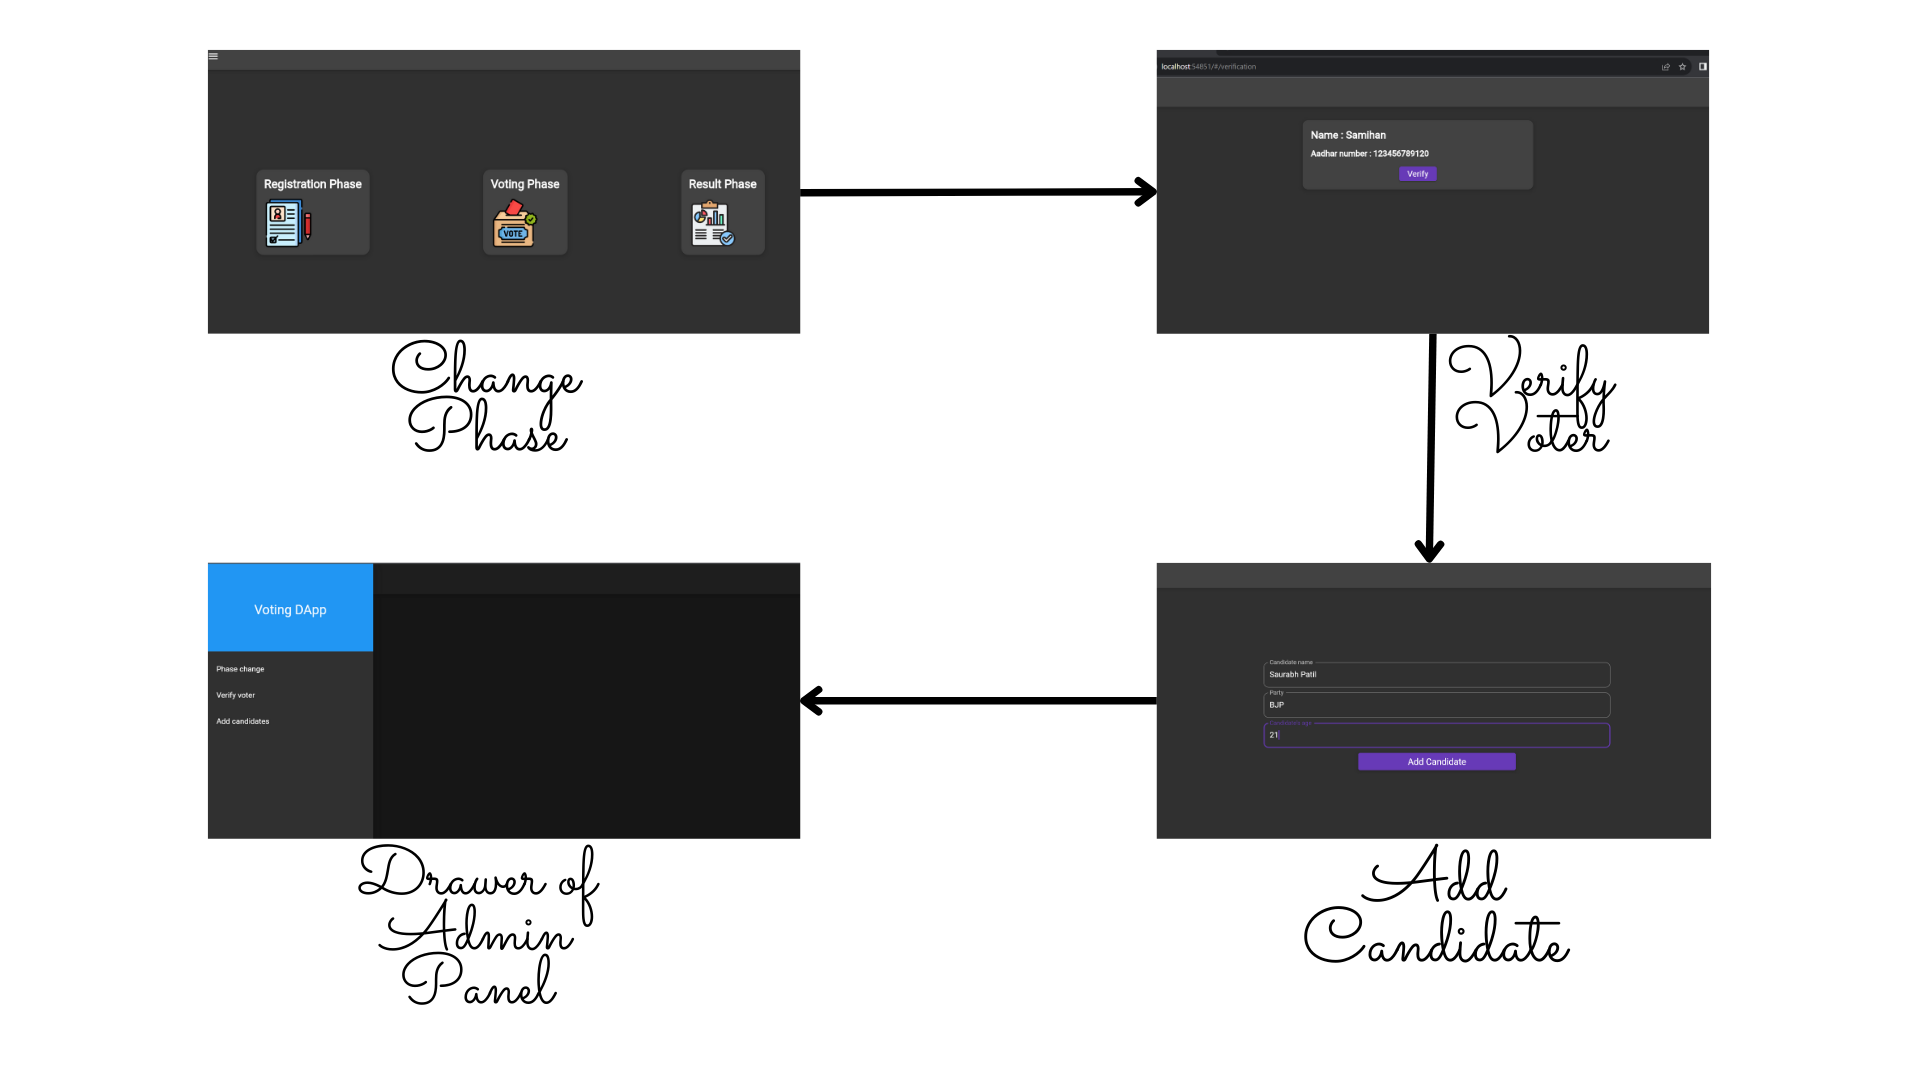 Registration Phase
Voting Phase
VOTE
Result Phase
Change
Phase
localhost:54851/#/verification
Name : Samihan
Aadhar number : 123456789120
Verify
Verify
Voter
Voting DApp
Phase change
Verify voter
Add candidates
Drawer of
Admin
Panel
Candidate name
Saurabh Patil
Party
BJP
Candidate age
21
Add Candidate
Add
Candidate